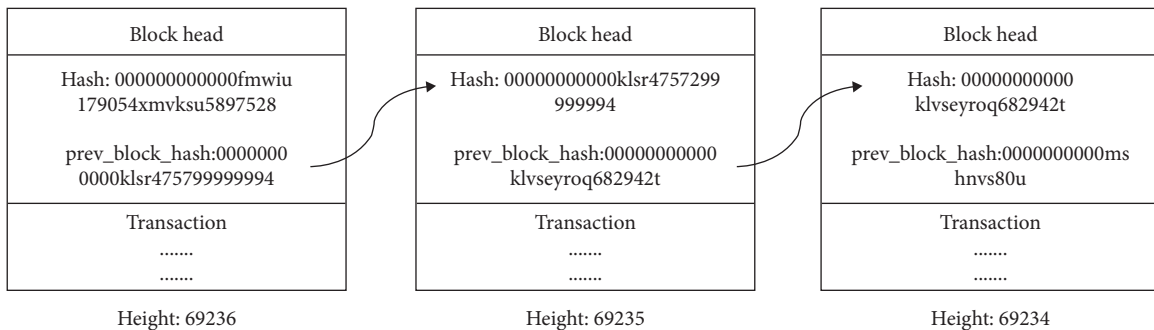 Block head
Hash: 000000000000fmwiu
179054xmvksu5897528
prev_block_hash:0000000
0000klsr475799999994
Transaction
.......
.......
Height: 69236
Block head
Hash: 00000000000klsr4757299
999994
prev_block_hash:00000000000
klvseyroq682942t
Transaction
.......
.......
Height: 69235
Block head
Hash: 00000000000
klvseyroq682942t
prev_block_hash:0000000000ms
hnvs80u
Transaction
.......
.......
Height: 69234